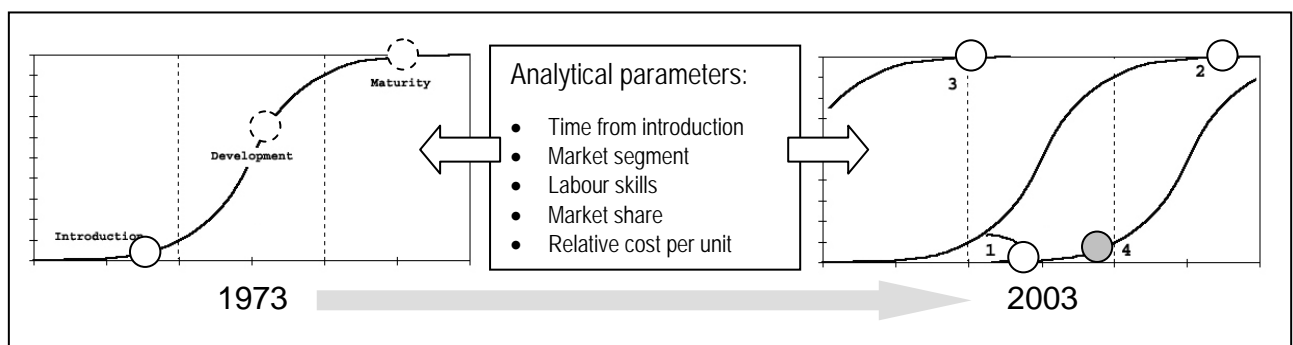 Maturity
Development
Introduction
1973
Analytical parameters:
• Time from introduction
• Market segment
• Labour skills
• Market share
• Relative cost per unit
3
2
1
4
2003